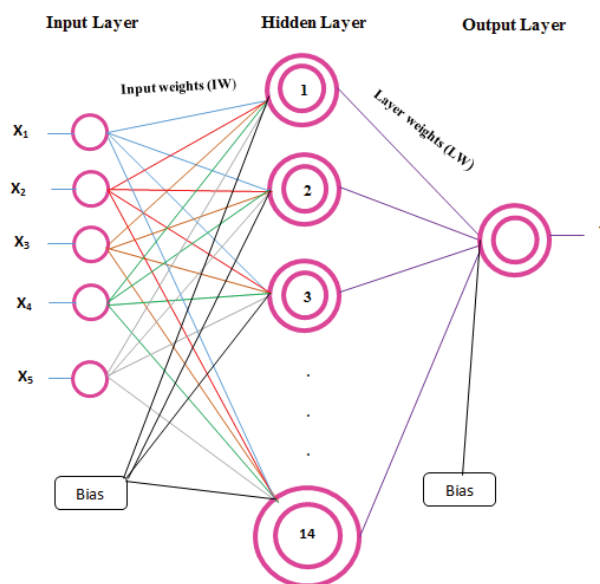 Input Layer
Hidden Layer
Output Layer
Input weights (IW)
Layer weights (LW)
X1
X2
X3
X4
X5
1
2
3
.
.
.
14
Bias
Bias